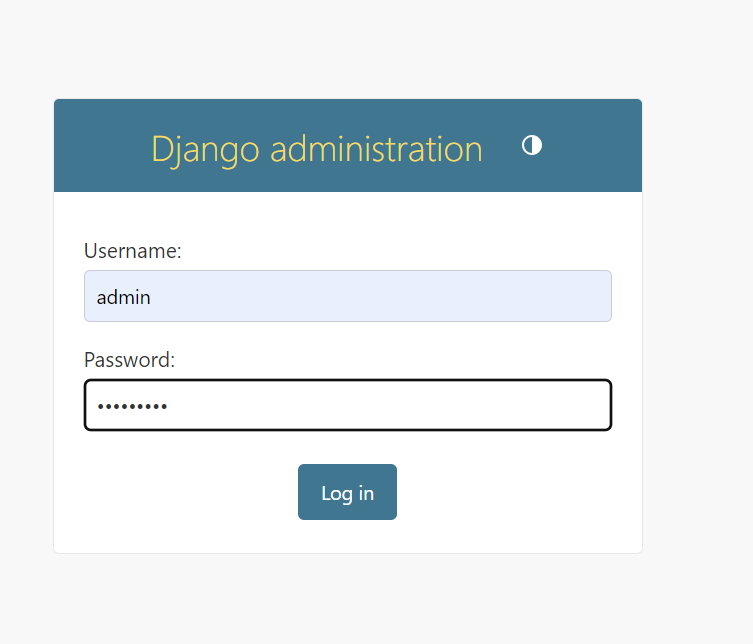 Django administration
Username:
admin
Password:
•••••••••
Log in